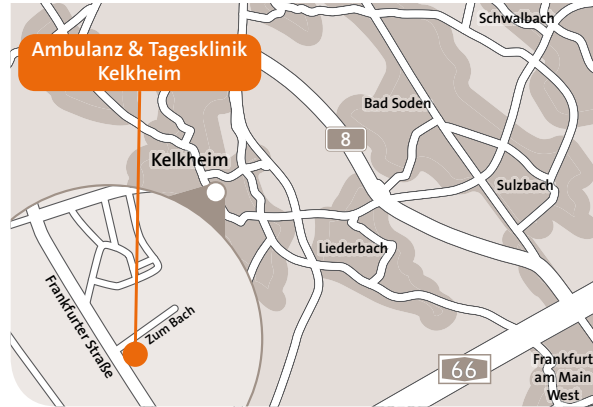 Schwalbach
Ambulanz & Tagesklinik
Kelkheim
Bad Soden
8
Kelkheim
Sulzbach
Liederbach
Frankfurter Straße
Zum Bach
66
Frankfurt
am Main
West